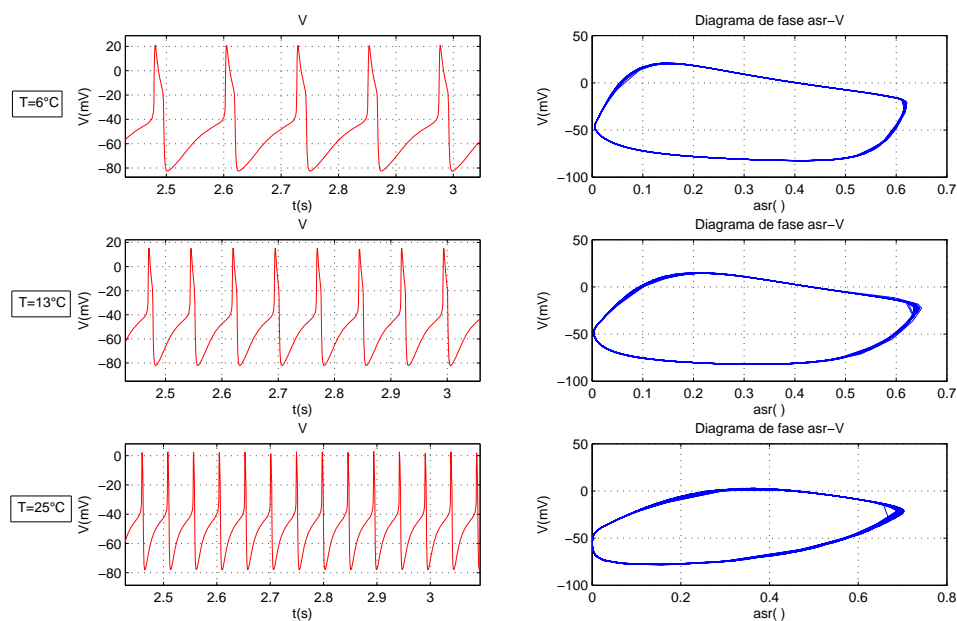 V
Diagrama de fase asr−V
T=6°C
V(mV)
20
0
−20
−40
−60
−80
2.5 2.6 2.7 2.8 2.9 3
t(s)
V(mV)
50
0
−50
−100
0 0.1 0.2 0.3 0.4 0.5 0.6 0.7
asr( )
V
Diagrama de fase asr−V
T=13°C
V(mV)
20
0
−20
−40
−60
−80
2.5 2.6 2.7 2.8 2.9 3
t(s)
V(mV)
50
0
−50
−100
0 0.1 0.2 0.3 0.4 0.5 0.6 0.7
asr( )
V
Diagrama de fase asr−V
T=25°C
V(mV)
0
−20
−40
−60
−80
2.5 2.6 2.7 2.8 2.9 3
t(s)
V(mV)
50
0
−50
−100
0 0.2 0.4 0.6 0.8
asr( )